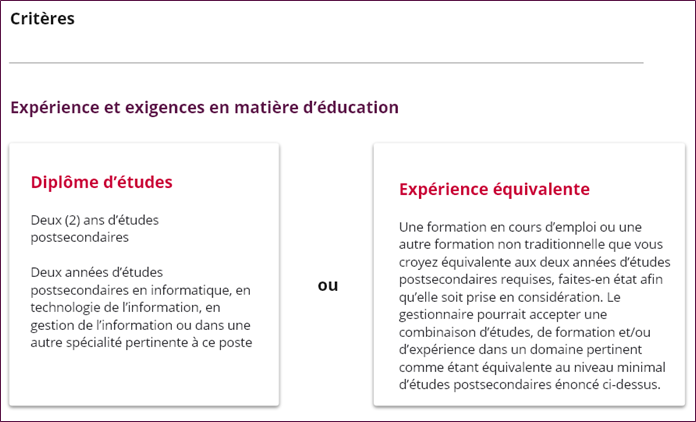 Critères
Expérience et exigences en matière d’éducation
Diplôme d’études
Deux (2) ans d’études
postsecondaires
Deux années d’études
postsecondaires en informatique, en
technologie de l’information, en
gestion de l’information ou dans une
autre spécialité pertinente à ce poste
ou
Expérience équivalente
Une formation en cours d’emploi ou une
autre formation non traditionnelle que vous
croyez équivalente aux deux années d’études
postsecondaires requises, faites-en état afin
qu’elle soit prise en considération. Le
gestionnaire pourrait accepter une
combinaison d’études, de formation et/ou
d’expérience dans un domaine pertinent
comme étant équivalente au niveau minimal
d’études postsecondaires énoncé ci-dessus.